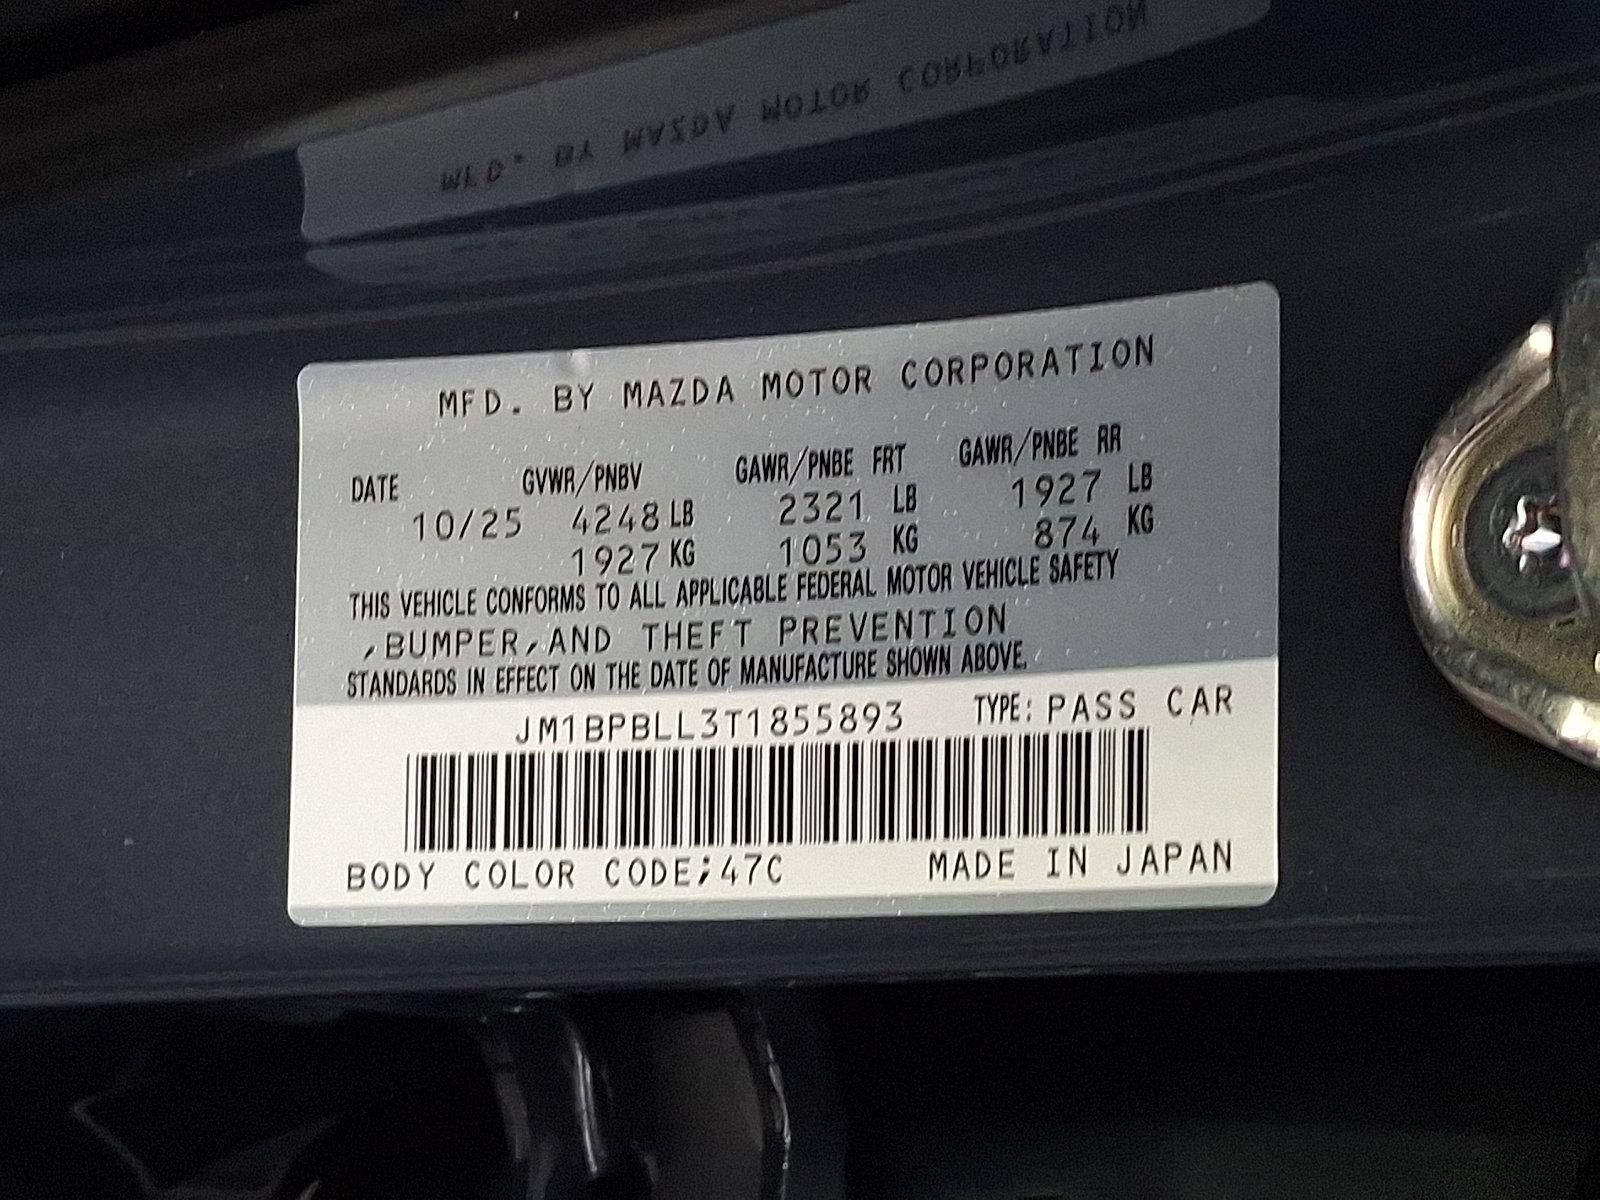 MFD. BY MAZDA MOTOR CORPORATION
MFD. BY MAZDA MOTOR CORPORATION
DATE GVWR/PNBV GAWR/PNBE FRT GAWR/PNBE RR
10/25 4248 LB 2321 LB 1927 LB
1927 KG 1053 KG 874 KG
THIS VEHICLE CONFORMS TO ALL APPLICABLE FEDERAL MOTOR VEHICLE SAFETY
,BUMPER,AND THEFT PREVENTION
STANDARDS IN EFFECT ON THE DATE OF MANUFACTURE SHOWN ABOVE.
JM1BPBLL3T1855893 TYPE: PASS CAR
BODY COLOR CODE;47C MADE IN JAPAN